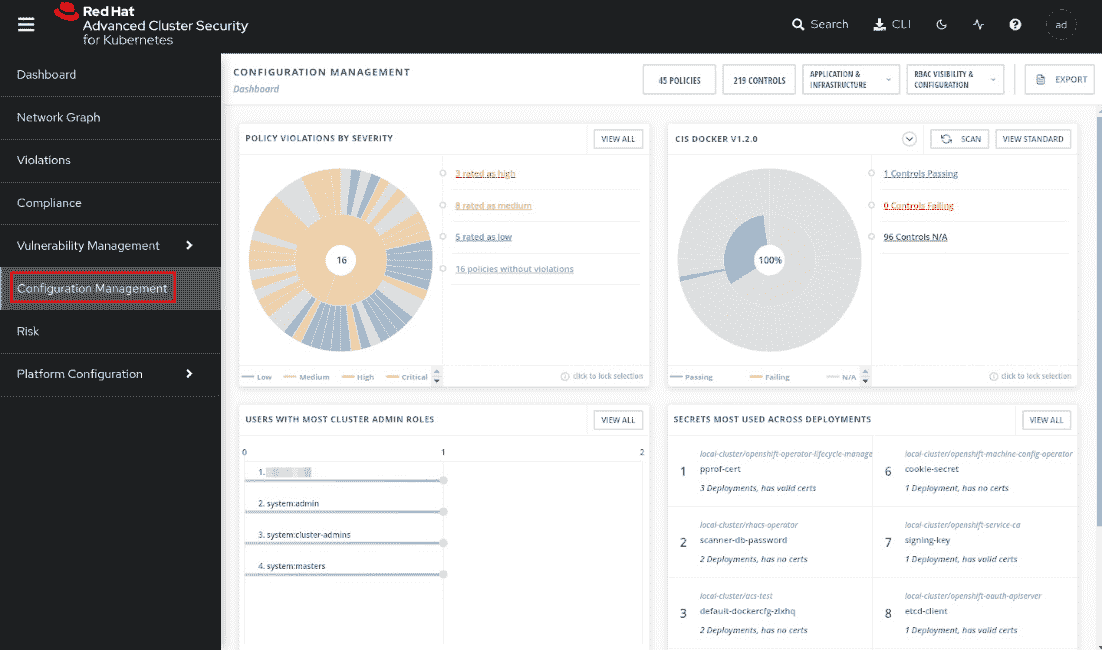 Red Hat
Advanced Cluster Security
for Kubernetes
Search
CLI
ad
Dashboard
Network Graph
Violations
Compliance
Vulnerability Management
Configuration Management
Risk
Platform Configuration
CONFIGURATION MANAGEMENT
Dashboard
45 POLICIES
219 CONTROLS
APPLICATION &
INFRASTRUCTURE
RBAC VISIBILITY &
CONFIGURATION
EXPORT
POLICY VIOLATIONS BY SEVERITY
VIEW ALL
16
3 rated as high
8 rated as medium
5 rated as low
16 policies without violations
Low
Medium
High
Critical
click to lock selection
CIS DOCKER V1.2.0
SCAN
VIEW STANDARD
100%
1 Controls Passing
0 Controls Failing
96 Controls N/A
Passing
Failing
N/A
click to lock selection
USERS WITH MOST CLUSTER ADMIN ROLES
VIEW ALL
0 1 2
1.
2. system:admin
3. system:cluster-admins
4. system:masters
SECRETS MOST USED ACROSS DEPLOYMENTS
VIEW ALL
local-cluster/openshift-operator-lifecycle-manage
1 pprof-cert
3 Deployments, has valid certs
local-cluster/rhacs-operator
2 scanner-db-password
2 Deployments, has no certs
local-cluster/acs-test
3 default-dockercfg-zlxhq
2 Deployments, has no certs
local-cluster/openshift-machine-config-operator
6 cookie-secret
1 Deployment, has no certs
local-cluster/openshift-service-ca
7 signing-key
1 Deployment, has valid certs
local-cluster/openshift-oauth-apiserver
8 etcd-client
1 Deployment, has valid certs